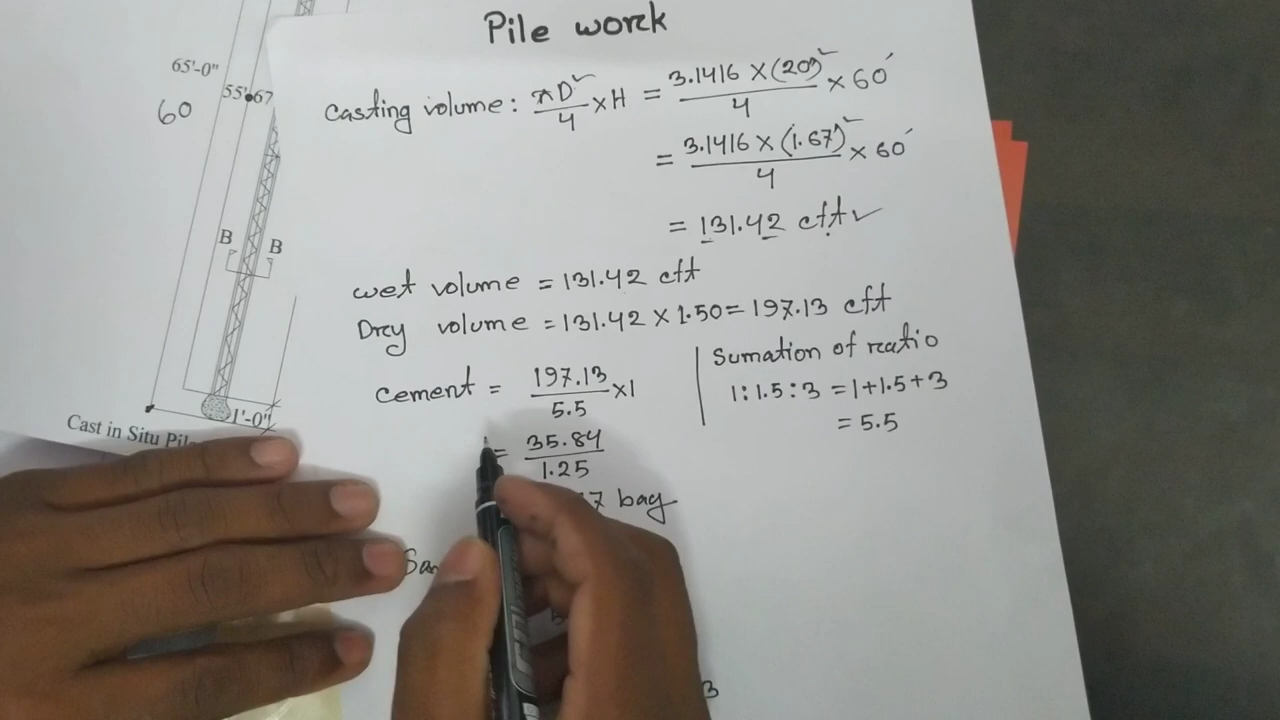 Pile work
65'-0"
55'
67
60
Casting volume : πD²/4 × H = 3.1416 × (20")²/4 × 60'
= 3.1416 × (1.67)²/4 × 60'
= 131.42 cft ✓
B B
wet volume = 131.42 cft
Dry volume = 131.42 × 1.50 = 197.13 cft
Sumation of ratio
1 : 1.5 : 3 = 1+1.5+3
= 5.5
cement = 197.13/5.5 × 1
= 35.84/1.25
7 bag
1'-0"
Cast in Situ
3